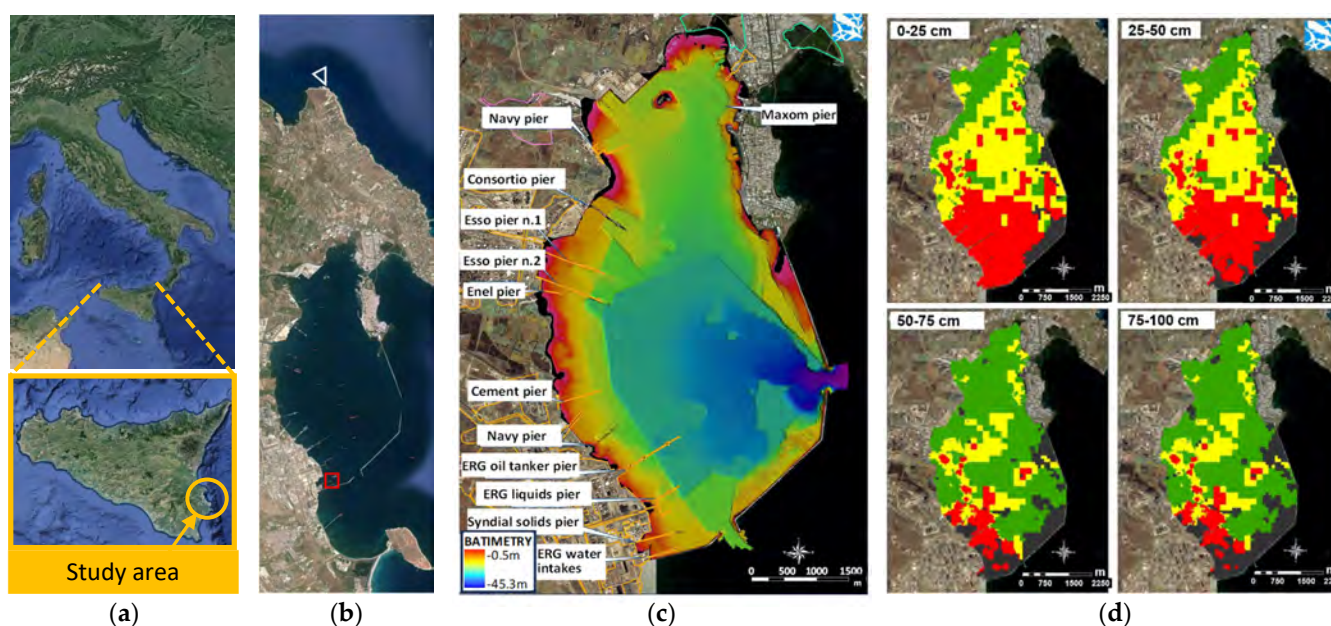 Study area
(a)
(b)
Navy pier
Maxom pier
Consortio pier
Esso pier n.1
Esso pier n.2
Enel pier
Cement pier
Navy pier
ERG oil tanker pier
ERG liquids pier
Syndial solids pier
ERG water
intakes
BATIMETRY
-0.5m
-45.3m
m
0 500 1000 1500
(c)
0-25 cm
m
0 750 1500 2250
25-50 cm
m
0 750 1500 2250
50-75 cm
m
0 750 1500 2250
75-100 cm
m
0 750 1500 2250
(d)